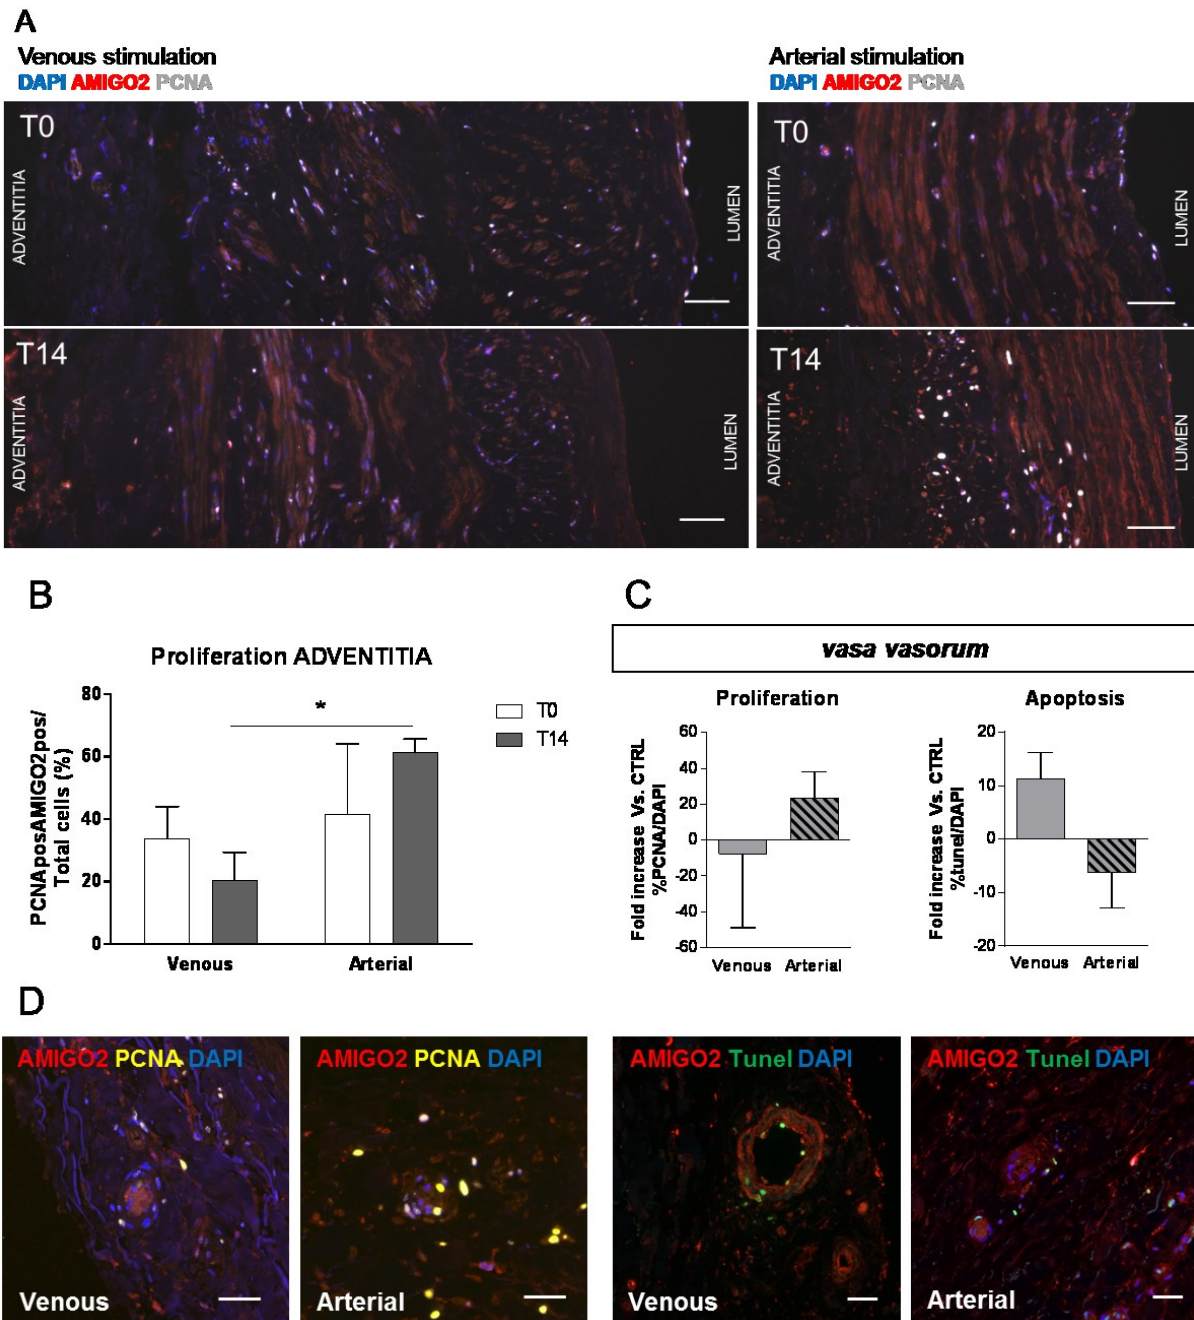 A
Venous stimulation
DAPI AMIGO2 PCNA
Arterial stimulation
DAPI AMIGO2 PCNA
T0
ADVENTITIA
LUMEN
T0
ADVENTITIA
LUMEN
T14
ADVENTITIA
LUMEN
T14
ADVENTITIA
LUMEN
B
Proliferation ADVENTITIA
PCNAposAMIGO2pos/
Total cells (%)
80
60
40
20
0
*
Venous
Arterial
T0
T14
C
vasa vasorum
Proliferation
Fold increase Vs. CTRL
%PCNA/DAPI
60
40
20
0
-20
-40
-60
Venous
Arterial
Apoptosis
Fold increase Vs. CTRL
%tunel/DAPI
20
10
0
-10
-20
Venous
Arterial
D
AMIGO2 PCNA DAPI
Venous
AMIGO2 PCNA DAPI
Arterial
AMIGO2 Tunel DAPI
Venous
AMIGO2 Tunel DAPI
Arterial